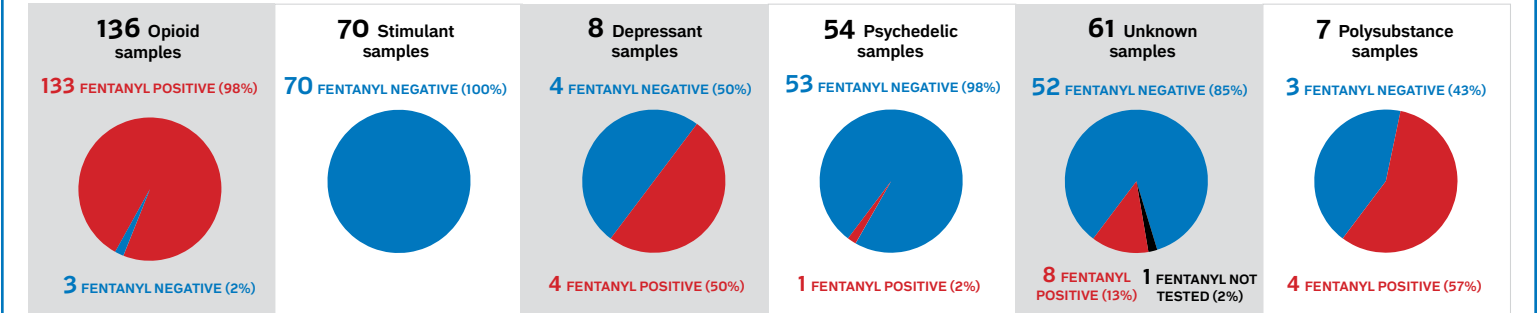 136 Opioid
samples
133 FENTANYL POSITIVE (98%)
3 FENTANYL NEGATIVE (2%)
70 Stimulant
samples
70 FENTANYL NEGATIVE (100%)
8 Depressant
samples
4 FENTANYL NEGATIVE (50%)
4 FENTANYL POSITIVE (50%)
54 Psychedelic
samples
53 FENTANYL NEGATIVE (98%)
1 FENTANYL POSITIVE (2%)
61 Unknown
samples
52 FENTANYL NEGATIVE (85%)
8 FENTANYL
POSITIVE (13%)
1 FENTANYL NOT
TESTED (2%)
7 Polysubstance
samples
3 FENTANYL NEGATIVE (43%)
4 FENTANYL POSITIVE (57%)